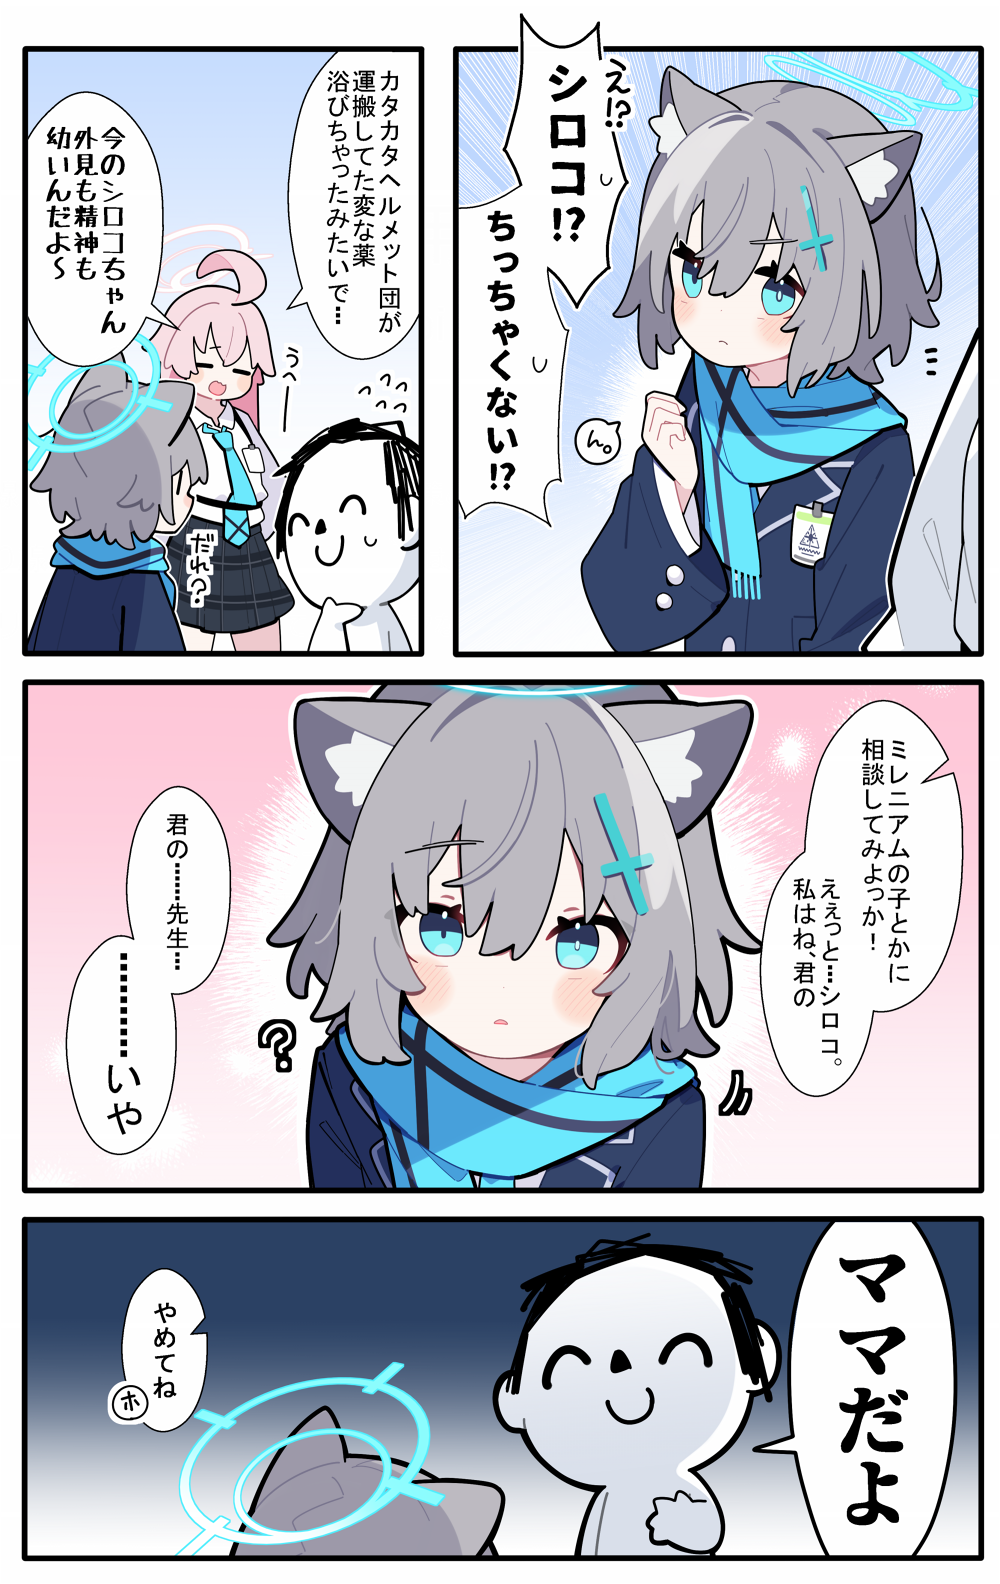 え!?
シロコ!?
ちっちゃくない!?
ん。
カタカタヘルメット団が
運搬してた変な薬
浴びちゃったみたいで…
うへー
今のシロコちゃん
外見も精神も
幼いんだよ～
だれ?
ミレニアムの子とかに
相談してみよっか！
ええっと…シロコ。
私はね、君の
君の……先生…
………いや
ママだよ
やめてね
ホ